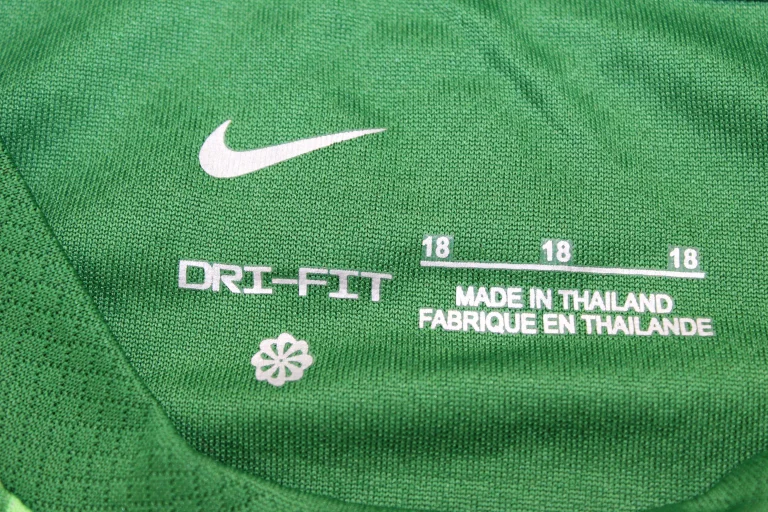 DRI-FIT
18 18 18
MADE IN THAILAND
FABRIQUE EN THAILANDE